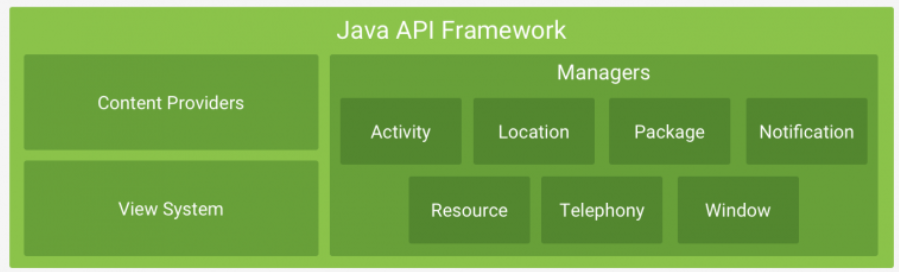 Java API Framework
Content Providers
View System
Managers
Activity
Location
Package
Notification
Resource
Telephony
Window